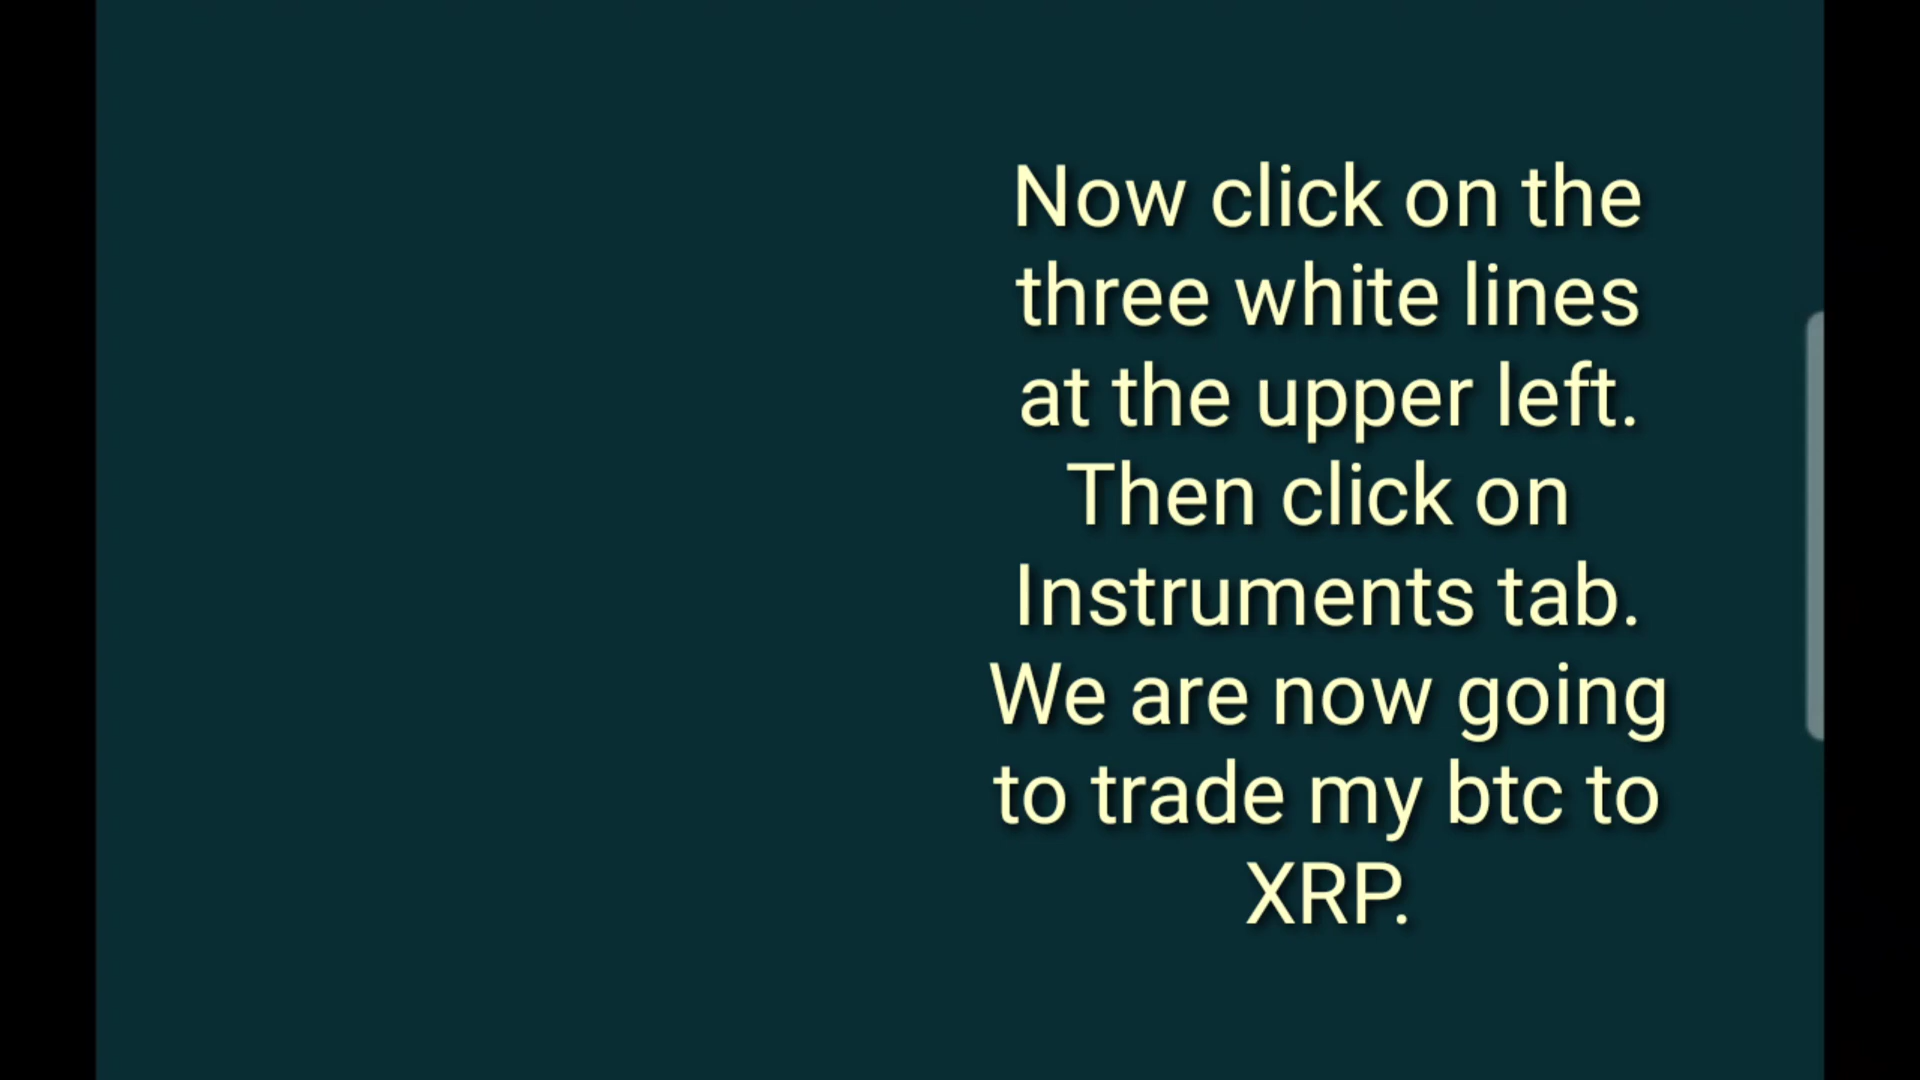 Now click on the
three white lines
at the upper left.
Then click on
Instruments tab.
We are now going
to trade my btc to
XRP.